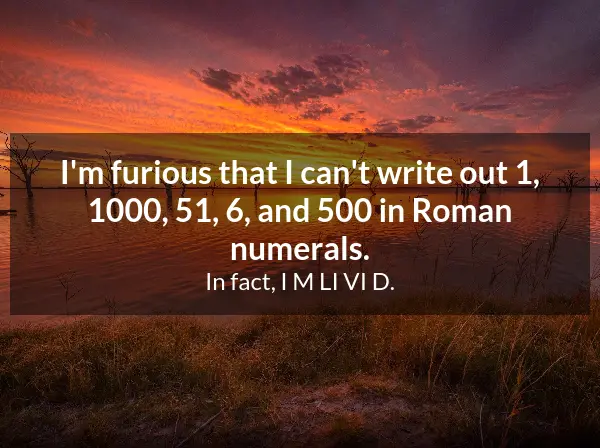 I'm furious that I can't write out 1,
1000, 51, 6, and 500 in Roman
numerals.
In fact, I M LI VI D.